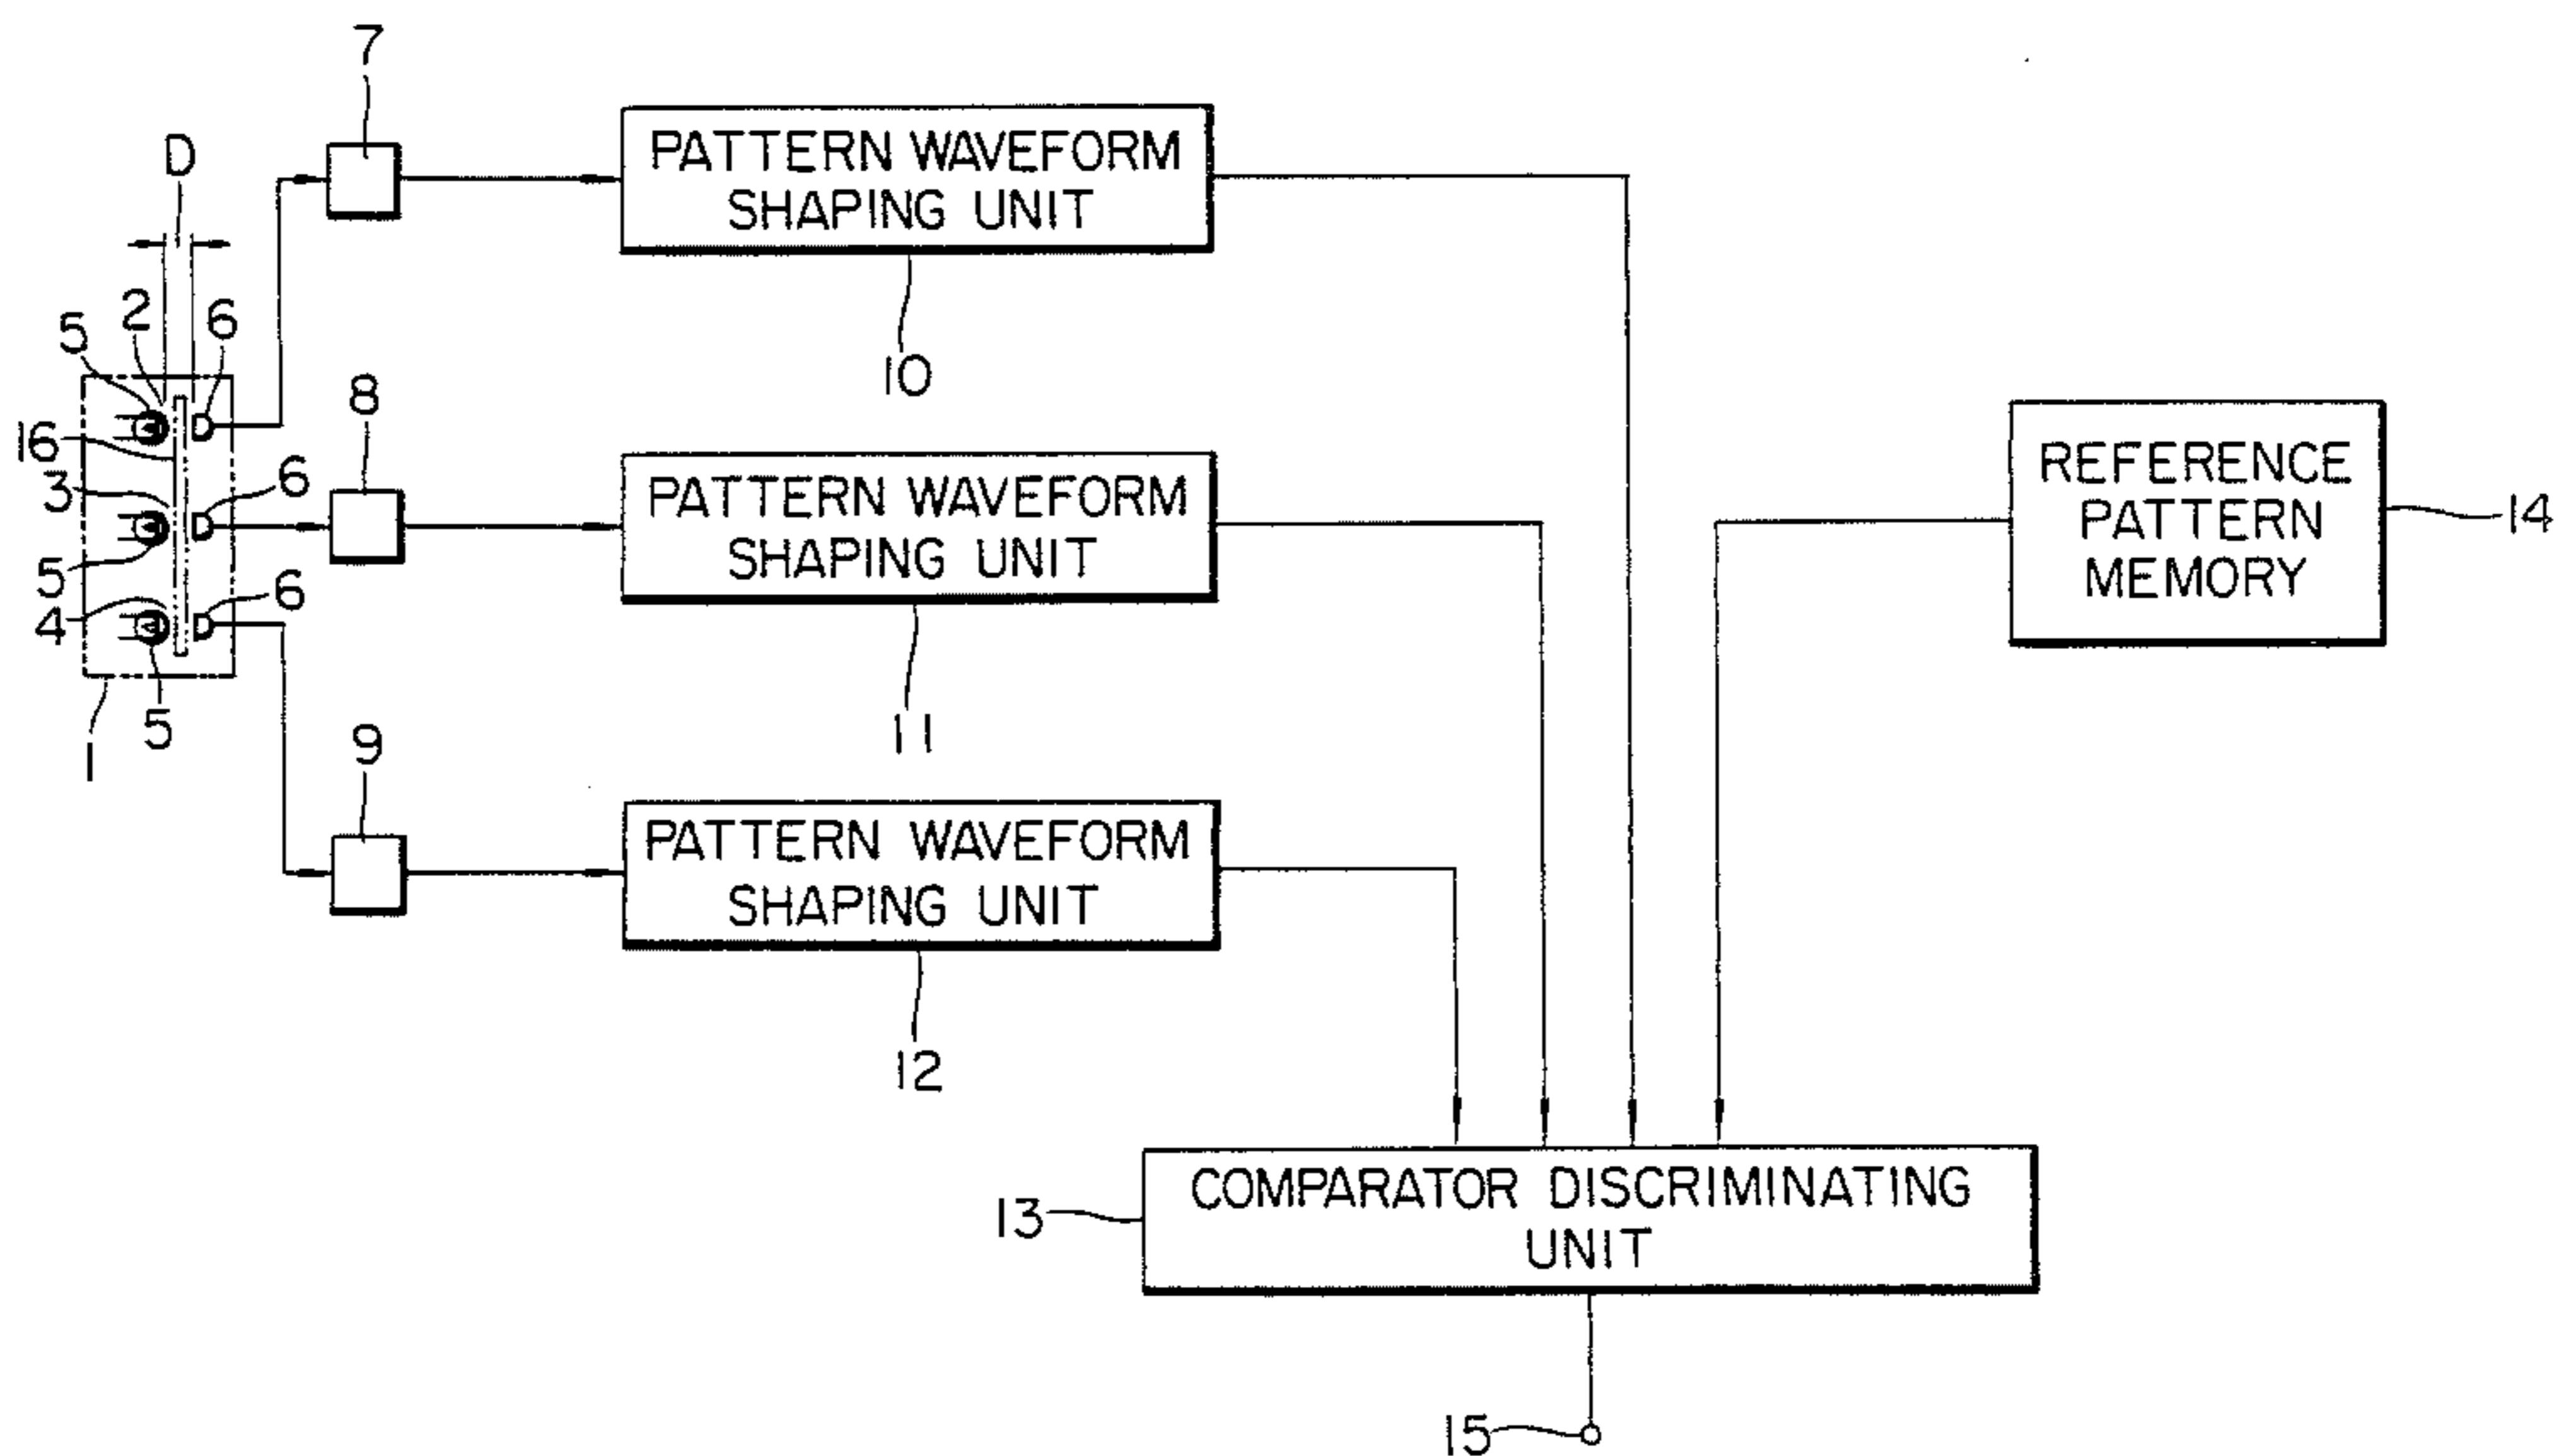 7
D
PATTERN WAVEFORM
SHAPING UNIT
10
5
2
6
16
3
5
4
5
1
6
6
8
PATTERN WAVEFORM
SHAPING UNIT
11
REFERENCE
PATTERN
MEMORY
14
9
PATTERN WAVEFORM
SHAPING UNIT
12
13
COMPARATOR DISCRIMINATING
UNIT
15